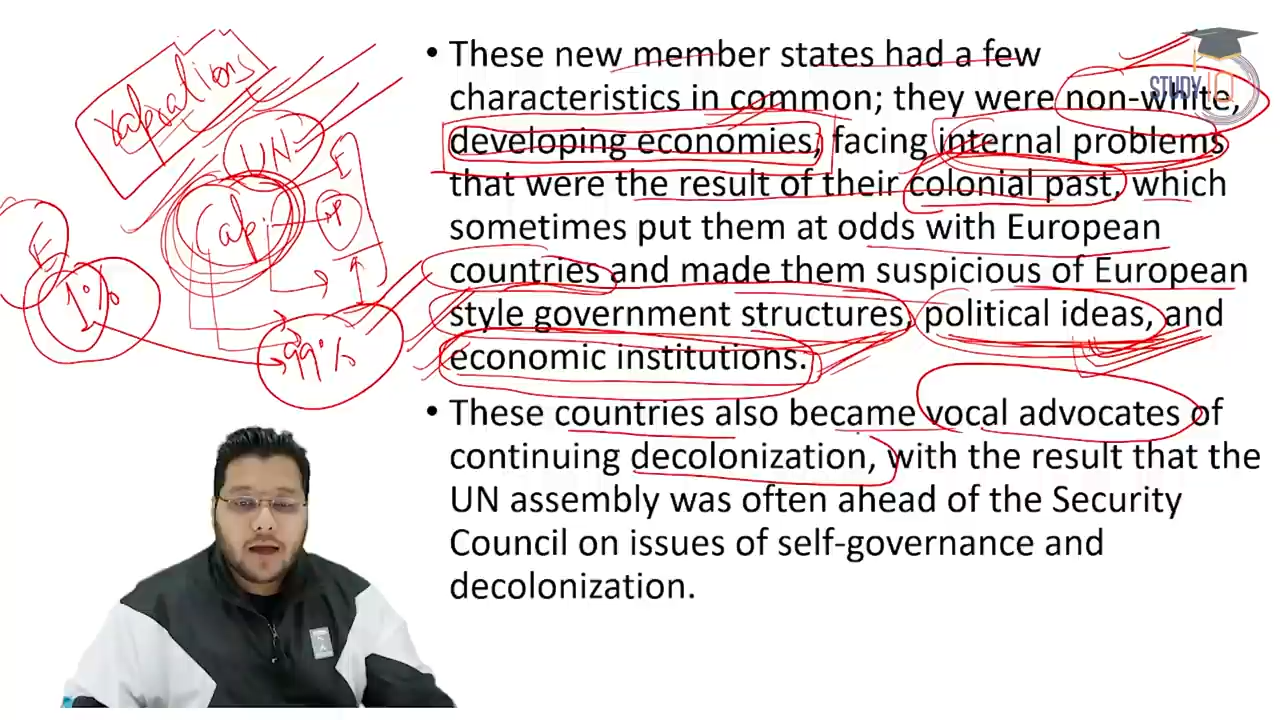 • These new member states had a few
characteristics in common; they were non-white,
developing economies, facing internal problems
that were the result of their colonial past, which
sometimes put them at odds with European
countries and made them suspicious of European
style government structures, political ideas, and
economic institutions.
• These countries also became vocal advocates of
continuing decolonization, with the result that the
UN assembly was often ahead of the Security
Council on issues of self-governance and
decolonization.
STUDY IQ
UN
E
P
E
1%
99%